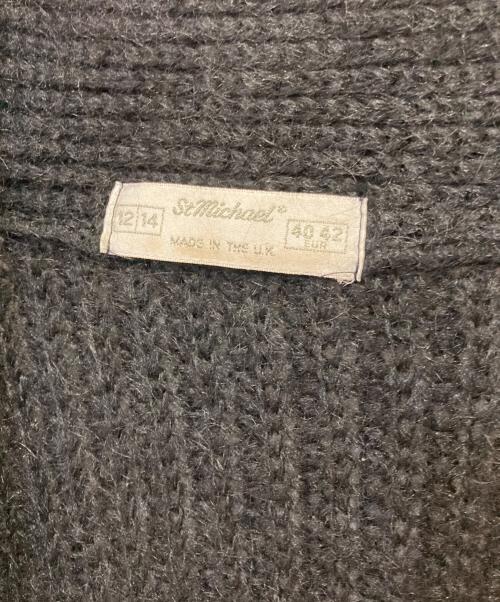 St Michael®
12 14
40 42
EUR
MADE IN THE U.K.